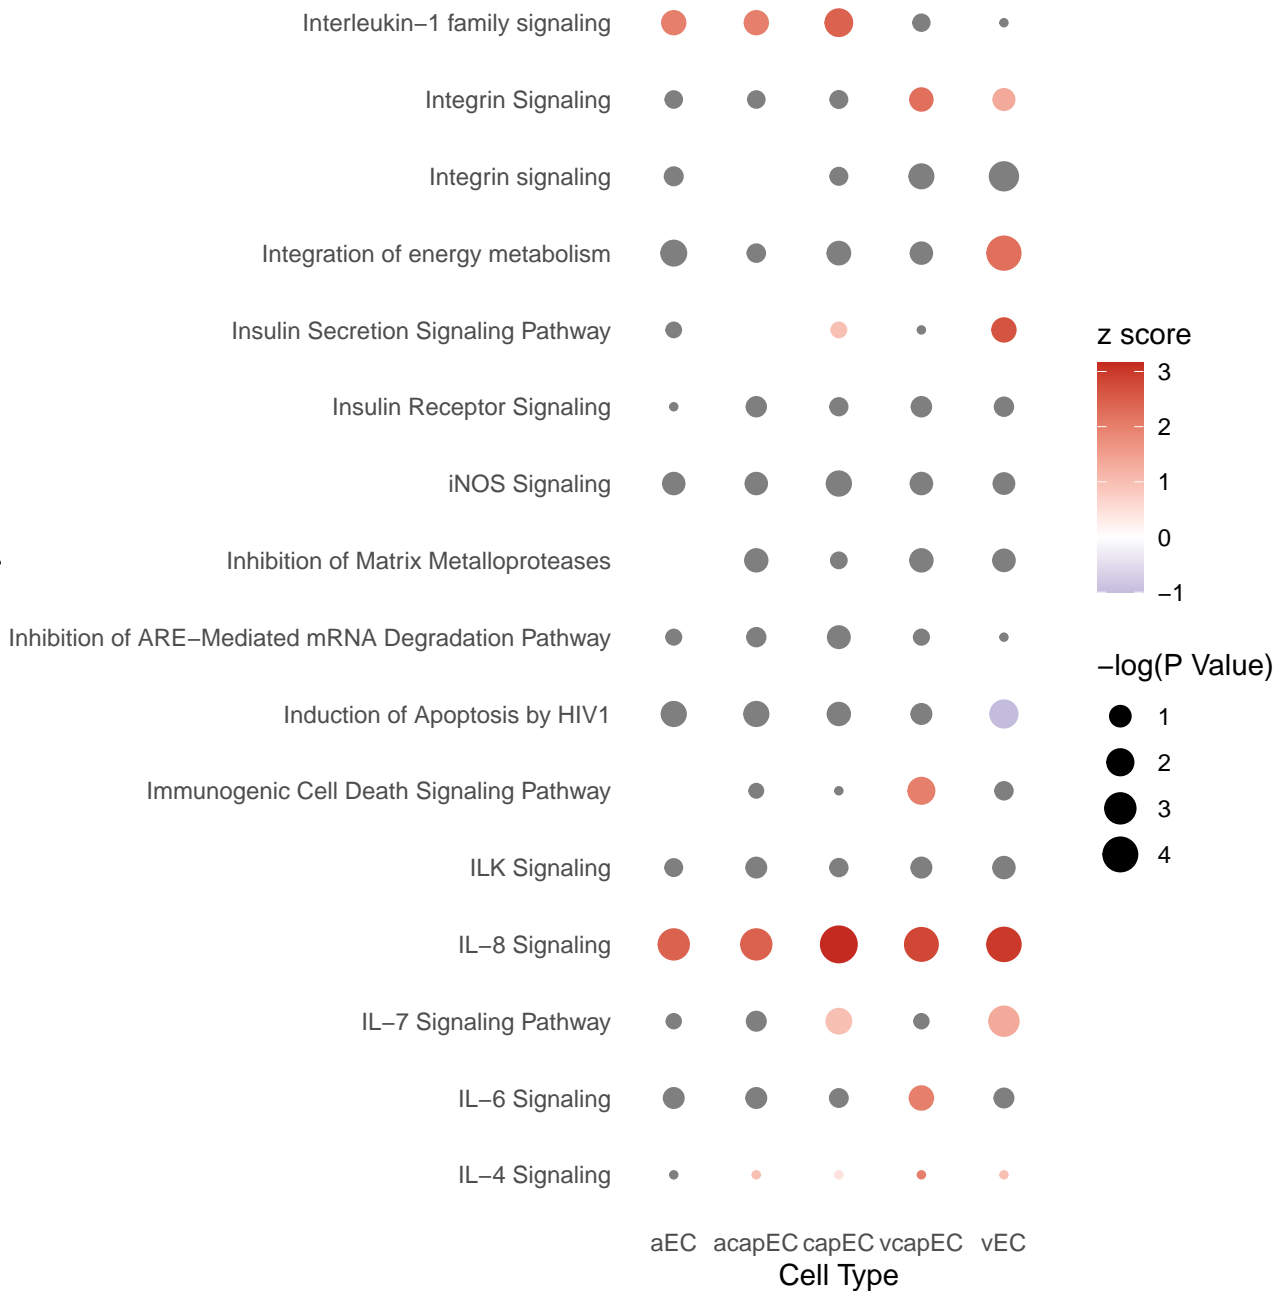 Interleukin−1 family signaling
Integrin Signaling
Integrin signaling
Integration of energy metabolism
Insulin Secretion Signaling Pathway
Insulin Receptor Signaling
iNOS Signaling
Inhibition of Matrix Metalloproteases
Inhibition of ARE−Mediated mRNA Degradation Pathway
Induction of Apoptosis by HIV1
Immunogenic Cell Death Signaling Pathway
ILK Signaling
IL−8 Signaling
IL−7 Signaling Pathway
IL−6 Signaling
IL−4 Signaling
aEC acapEC capEC vcapEC vEC
Cell Type
z score
3
2
1
0
−1
−log(P Value)
1
2
3
4